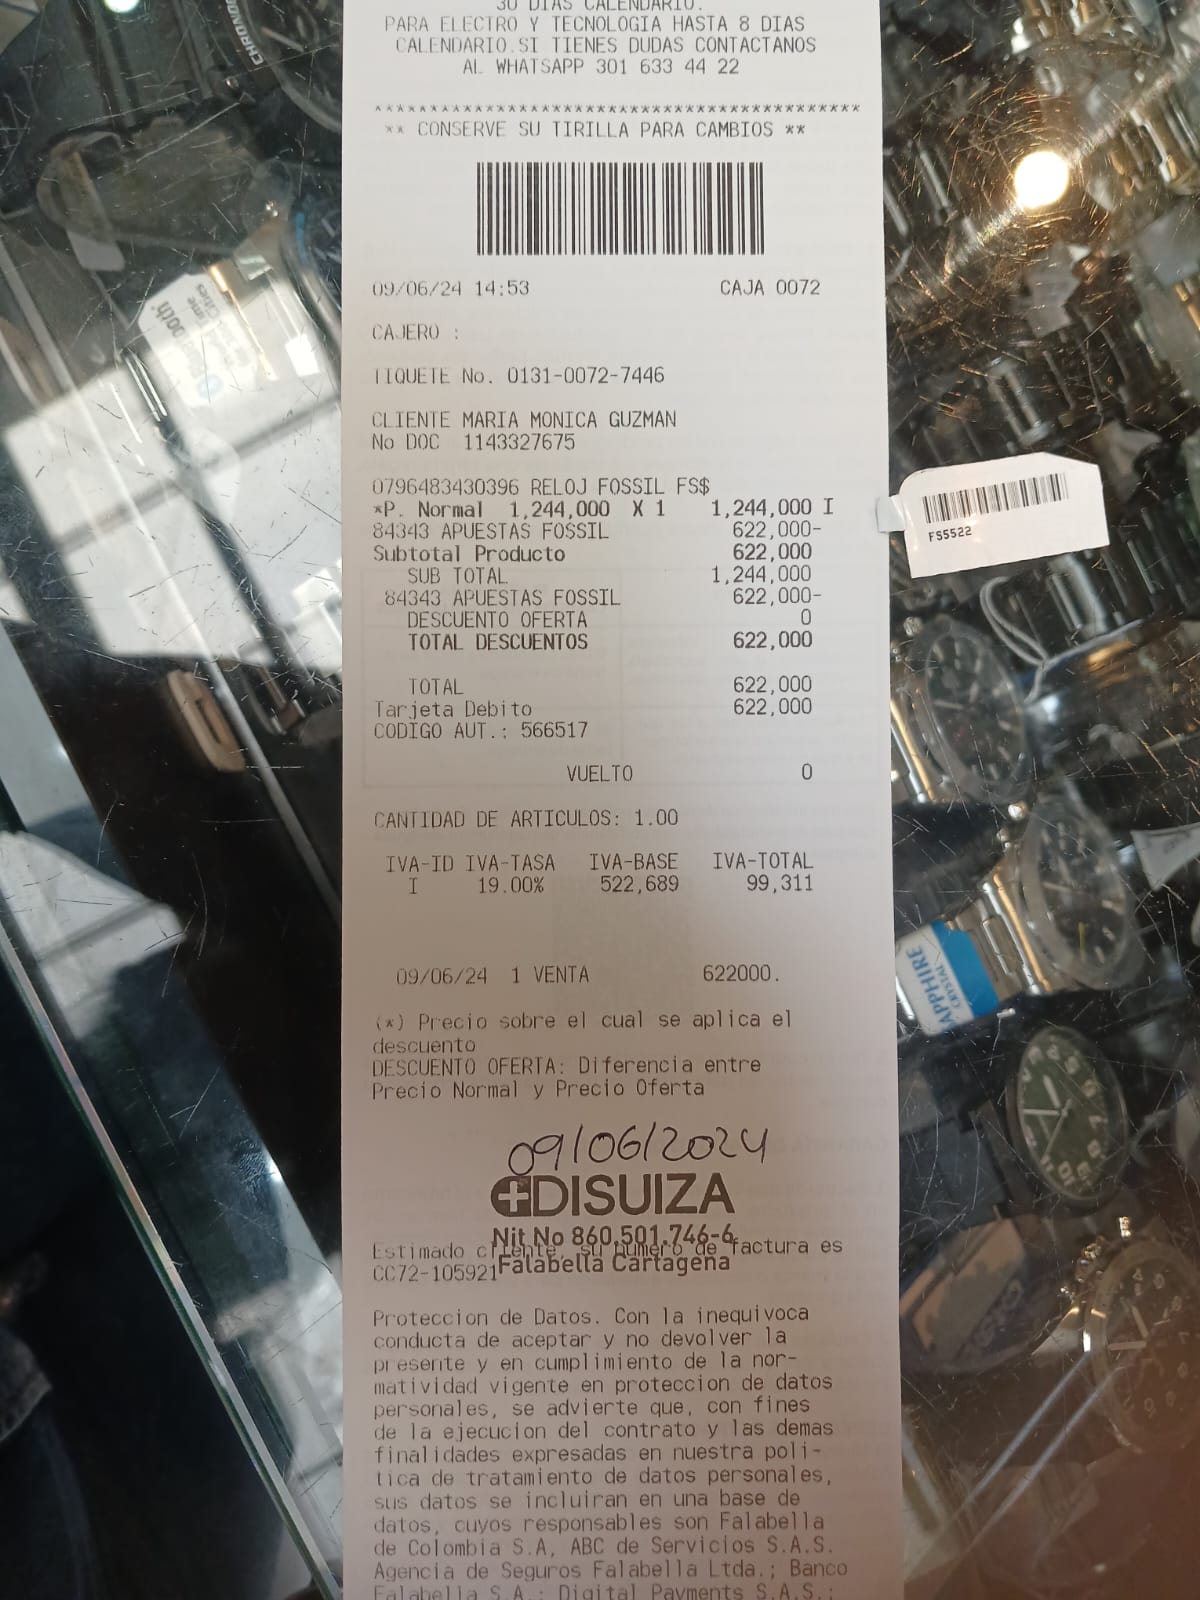 30 DIAS CALENDARIO.
PARA ELECTRO Y TECNOLOGIA HASTA 8 DIAS
CALENDARIO.SI TIENES DUDAS CONTACTANOS
AL WHATSAPP 301 633 44 22
*******************************************
** CONSERVE SU TIRILLA PARA CAMBIOS **
09/06/24 14:53 CAJA 0072
CAJERO :
TIQUETE No. 0131-0072-7446
CLIENTE MARIA MONICA GUZMAN
No DOC 1143327675
0796483430396 RELOJ FOSSIL FS$
*P. Normal 1,244,000 X 1 1,244,000 I
84343 APUESTAS FOSSIL 622,000-
Subtotal Producto 622,000
SUB TOTAL 1,244,000
84343 APUESTAS FOSSIL 622,000-
DESCUENTO OFERTA 0
TOTAL DESCUENTOS 622,000
TOTAL 622,000
Tarjeta Debito 622,000
CODIGO AUT.: 566517
VUELTO 0
CANTIDAD DE ARTICULOS: 1.00
IVA-ID IVA-TASA IVA-BASE IVA-TOTAL
I 19.00% 522,689 99,311
09/06/24 1 VENTA 622000.
(*) Precio sobre el cual se aplica el
descuento
DESCUENTO OFERTA: Diferencia entre
Precio Normal y Precio Oferta
09/06/2024
DISUIZA
Nit No 860.501.746-6
Falabella Cartagena
Estimado cliente, su numero de factura es
CC72-105921
Proteccion de Datos. Con la inequivoca
conducta de aceptar y no devolver la
presente y en cumplimiento de la nor-
matividad vigente en proteccion de datos
personales, se advierte que, con fines
de la ejecucion del contrato y las demas
finalidades expresadas en nuestra poli-
tica de tratamiento de datos personales,
sus datos se incluiran en una base de
datos, cuyos responsables son Falabella
de Colombia S.A, ABC de Servicios S.A.S.
Agencia de Seguros Falabella Ltda.; Banco
Falabella S.A.; Digital Payments S.A.S.;
FS5522
SAPPHIRE
CRYSTAL